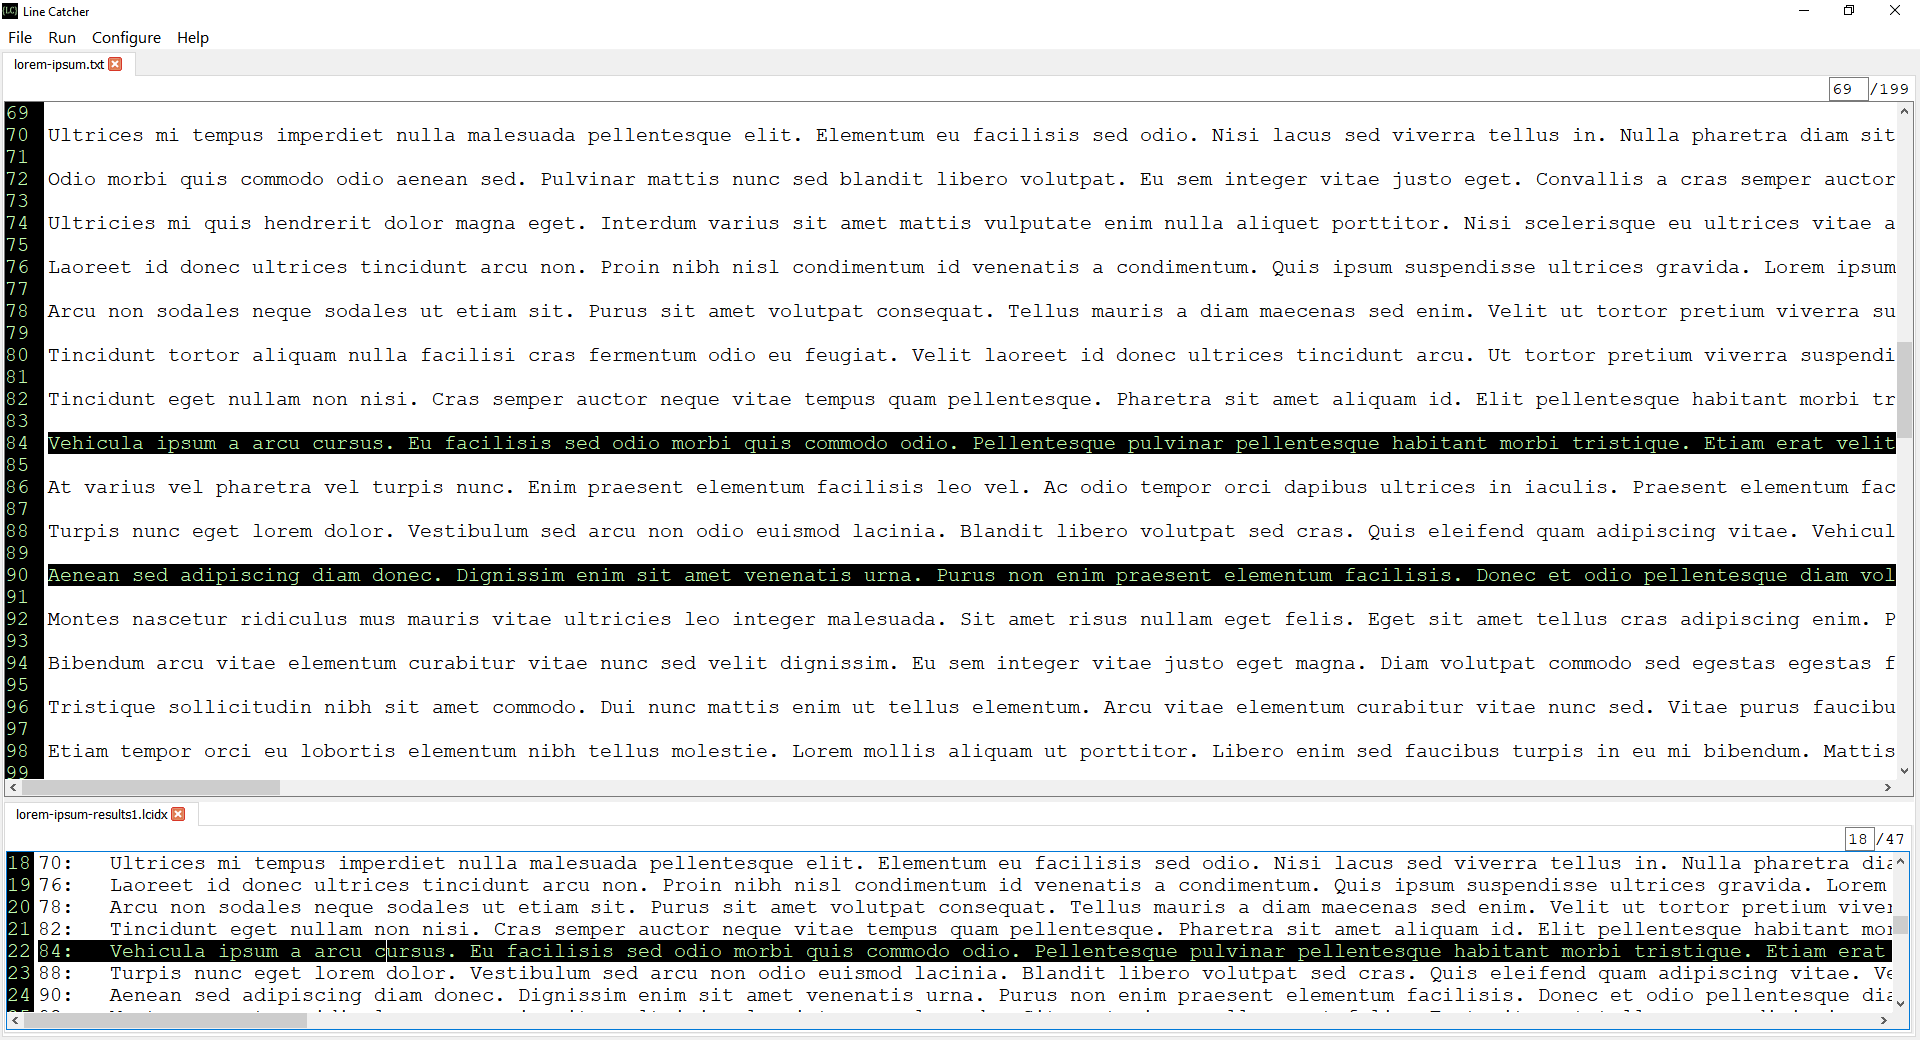 {LC} Line Catcher
File Run Configure Help
lorem-ipsum.txt
69 /199
69
70 Ultrices mi tempus imperdiet nulla malesuada pellentesque elit. Elementum eu facilisis sed odio. Nisi lacus sed viverra tellus in. Nulla pharetra diam sit
71
72 Odio morbi quis commodo odio aenean sed. Pulvinar mattis nunc sed blandit libero volutpat. Eu sem integer vitae justo eget. Convallis a cras semper auctor
73
74 Ultricies mi quis hendrerit dolor magna eget. Interdum varius sit amet mattis vulputate enim nulla aliquet porttitor. Nisi scelerisque eu ultrices vitae a
75
76 Laoreet id donec ultrices tincidunt arcu non. Proin nibh nisl condimentum id venenatis a condimentum. Quis ipsum suspendisse ultrices gravida. Lorem ipsum
77
78 Arcu non sodales neque sodales ut etiam sit. Purus sit amet volutpat consequat. Tellus mauris a diam maecenas sed enim. Velit ut tortor pretium viverra su
79
80 Tincidunt tortor aliquam nulla facilisi cras fermentum odio eu feugiat. Velit laoreet id donec ultrices tincidunt arcu. Ut tortor pretium viverra suspendi
81
82 Tincidunt eget nullam non nisi. Cras semper auctor neque vitae tempus quam pellentesque. Pharetra sit amet aliquam id. Elit pellentesque habitant morbi tr
83
84 Vehicula ipsum a arcu cursus. Eu facilisis sed odio morbi quis commodo odio. Pellentesque pulvinar pellentesque habitant morbi tristique. Etiam erat velit
85
86 At varius vel pharetra vel turpis nunc. Enim praesent elementum facilisis leo vel. Ac odio tempor orci dapibus ultrices in iaculis. Praesent elementum fac
87
88 Turpis nunc eget lorem dolor. Vestibulum sed arcu non odio euismod lacinia. Blandit libero volutpat sed cras. Quis eleifend quam adipiscing vitae. Vehicul
89
90 Aenean sed adipiscing diam donec. Dignissim enim sit amet venenatis urna. Purus non enim praesent elementum facilisis. Donec et odio pellentesque diam vol
91
92 Montes nascetur ridiculus mus mauris vitae ultricies leo integer malesuada. Sit amet risus nullam eget felis. Eget sit amet tellus cras adipiscing enim. P
93
94 Bibendum arcu vitae elementum curabitur vitae nunc sed velit dignissim. Eu sem integer vitae justo eget magna. Diam volutpat commodo sed egestas egestas f
95
96 Tristique sollicitudin nibh sit amet commodo. Dui nunc mattis enim ut tellus elementum. Arcu vitae elementum curabitur vitae nunc sed. Vitae purus faucibu
97
98 Etiam tempor orci eu lobortis elementum nibh tellus molestie. Lorem mollis aliquam ut porttitor. Libero enim sed faucibus turpis in eu mi bibendum. Mattis
99
lorem-ipsum-results1.lcidx
18 /47
18 70: Ultrices mi tempus imperdiet nulla malesuada pellentesque elit. Elementum eu facilisis sed odio. Nisi lacus sed viverra tellus in. Nulla pharetra dia
19 76: Laoreet id donec ultrices tincidunt arcu non. Proin nibh nisl condimentum id venenatis a condimentum. Quis ipsum suspendisse ultrices gravida. Lorem
20 78: Arcu non sodales neque sodales ut etiam sit. Purus sit amet volutpat consequat. Tellus mauris a diam maecenas sed enim. Velit ut tortor pretium viver
21 82: Tincidunt eget nullam non nisi. Cras semper auctor neque vitae tempus quam pellentesque. Pharetra sit amet aliquam id. Elit pellentesque habitant mor
22 84: Vehicula ipsum a arcu cursus. Eu facilisis sed odio morbi quis commodo odio. Pellentesque pulvinar pellentesque habitant morbi tristique. Etiam erat
23 88: Turpis nunc eget lorem dolor. Vestibulum sed arcu non odio euismod lacinia. Blandit libero volutpat sed cras. Quis eleifend quam adipiscing vitae. Ve
24 90: Aenean sed adipiscing diam donec. Dignissim enim sit amet venenatis urna. Purus non enim praesent elementum facilisis. Donec et odio pellentesque dia